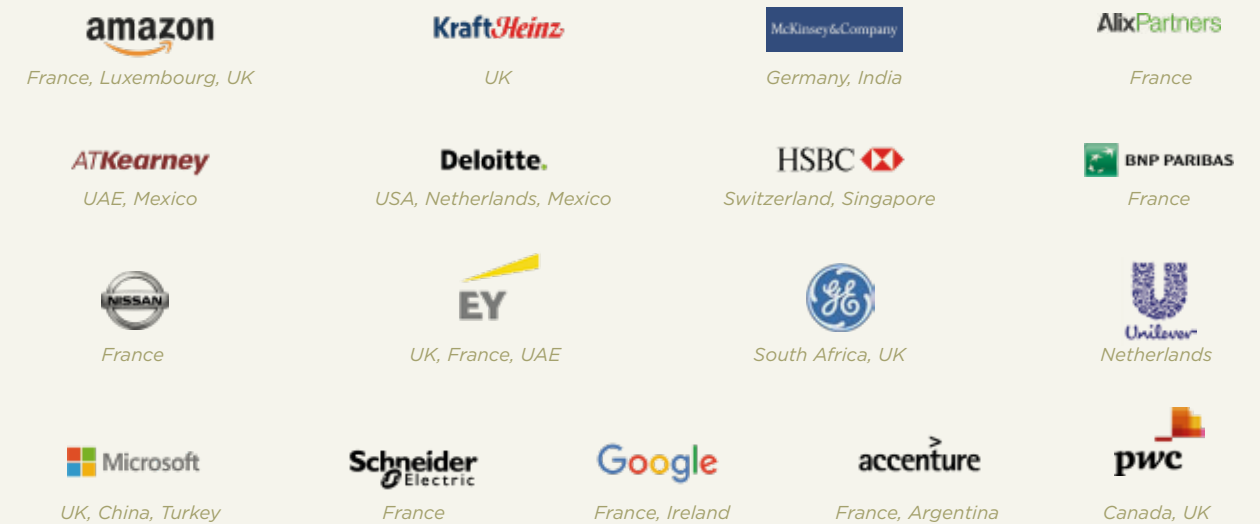 amazon
KraftHeinz
McKinsey&Company
AlixPartners
France, Luxembourg, UK
UK
Germany, India
France
ATKearney
Deloitte.
HSBC
BNP PARIBAS
UAE, Mexico
USA, Netherlands, Mexico
Switzerland, Singapore
France
NISSAN
EY
GE
Unilever
France
UK, France, UAE
South Africa, UK
Netherlands
Microsoft
Schneider
Electric
Google
accenture
pwc
UK, China, Turkey
France
France, Ireland
France, Argentina
Canada, UK